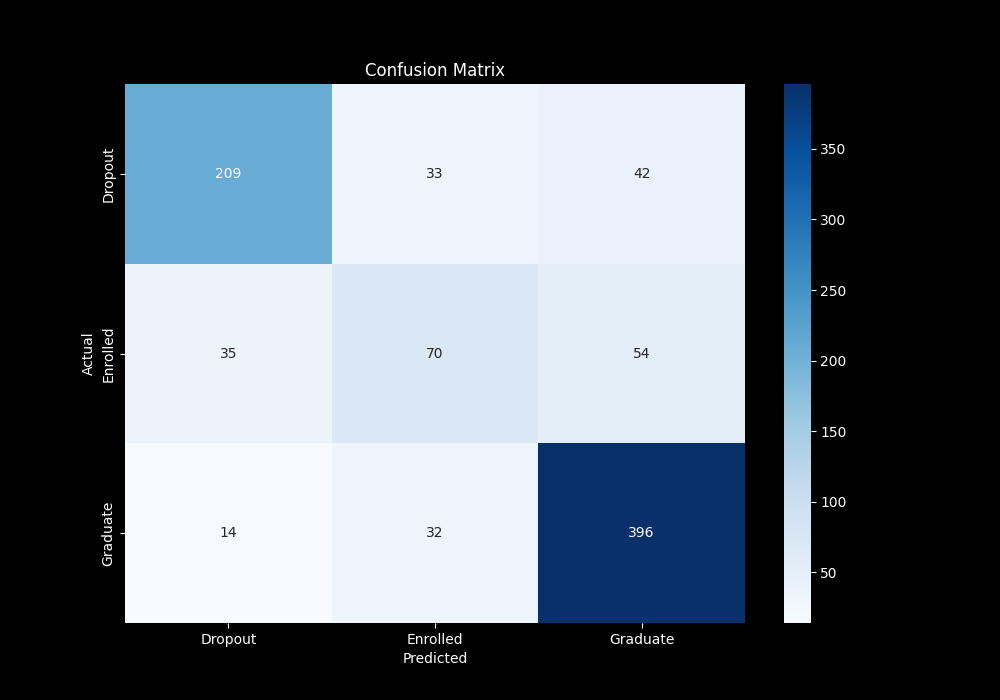 Confusion Matrix
Actual
Dropout
209
33
42
Enrolled
35
70
54
Graduate
14
32
396
Dropout
Enrolled
Graduate
Predicted
350
300
250
200
150
100
50